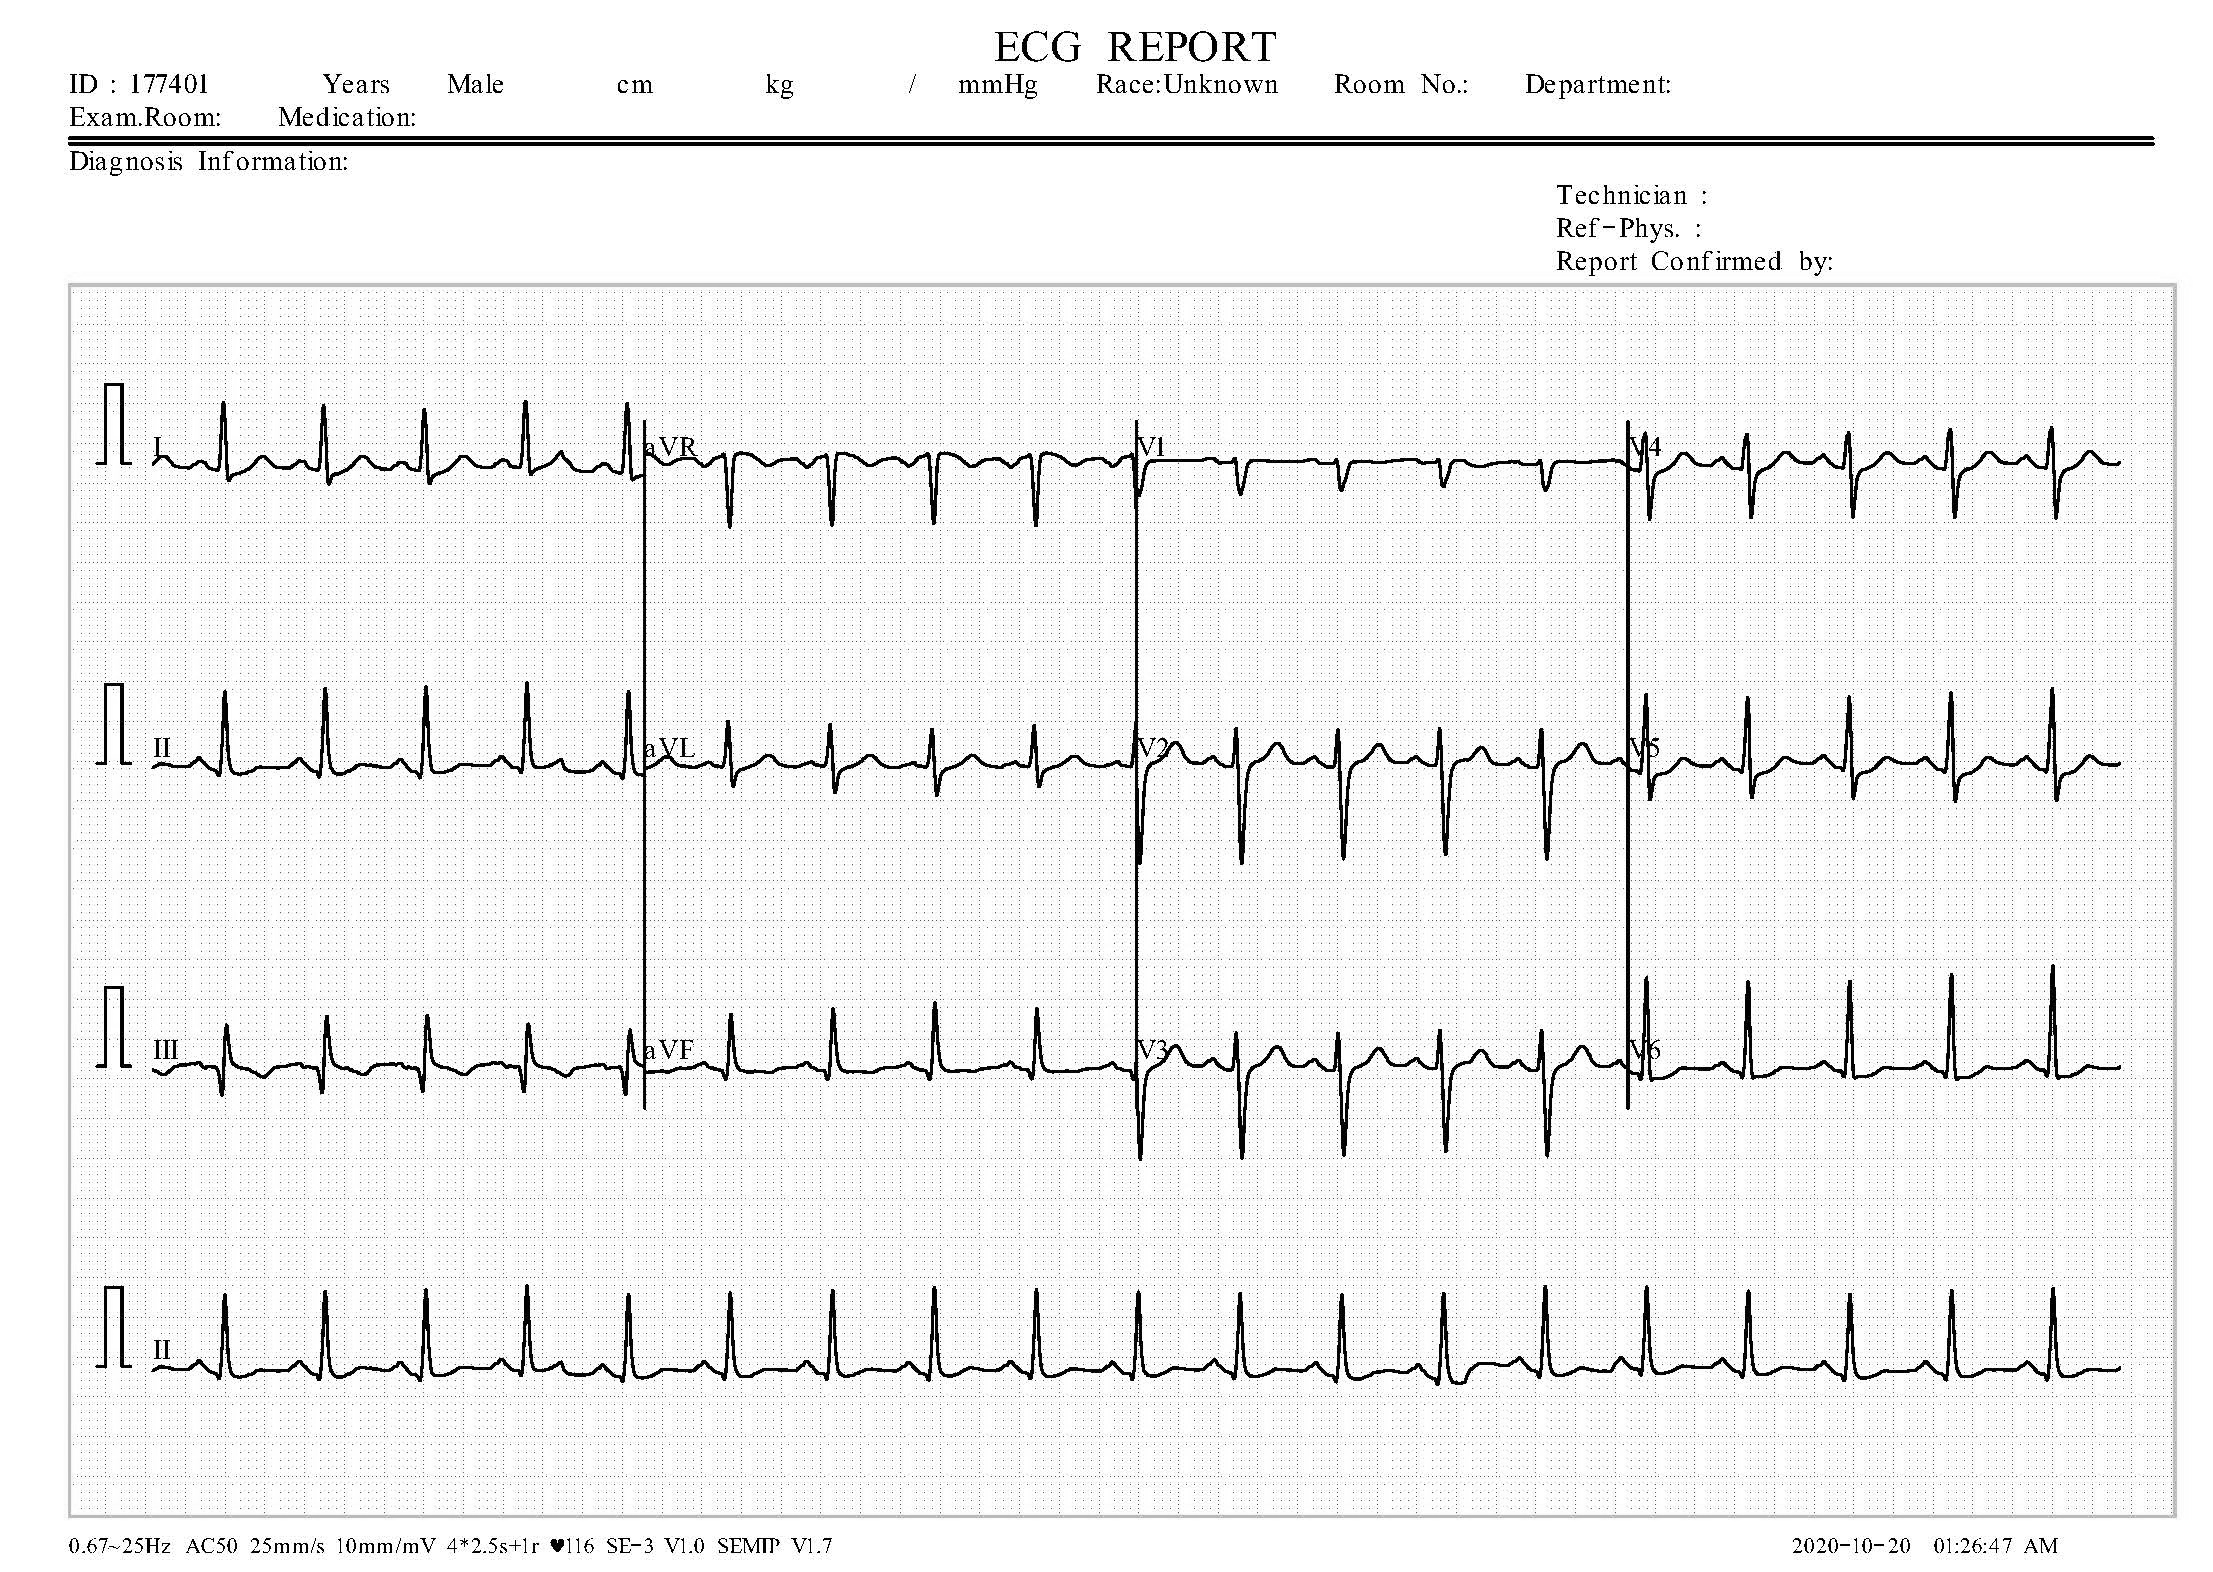 ECG REPORT
ID : 177401 Years Male cm kg / mmHg Race:Unknown Room No.: Department:
Exam.Room: Medication:
Diagnosis Information:
Technician :
Ref-Phys. :
Report Confirmed by:
I aVR V1 V4
II aVL V2 V5
III aVF V3 V6
II
0.67~25Hz AC50 25mm/s 10mm/mV 4*2.5s+1r ♥116 SE-3 V1.0 SEMIP V1.7 2020-10-20 01:26:47 AM